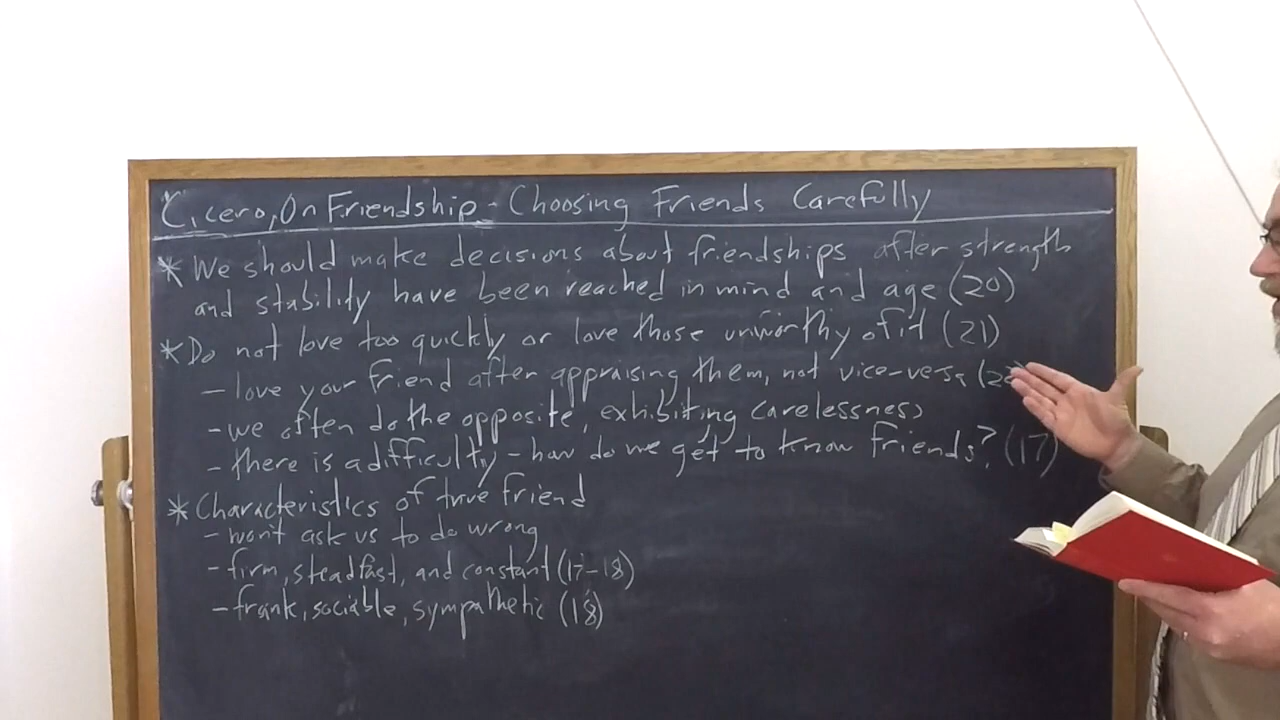 Cicero, On Friendship - Choosing Friends Carefully
* We should make decisions about friendships after strength
and stability have been reached in mind and age (20)
* Do not love too quickly or love those unworthy of it (21)
- love your friend after appraising them, not vice-versa
- we often do the opposite, exhibiting carelessness
- there is a difficulty - how do we get to know friends? (17)
* Characteristics of true friend
- won't ask us to do wrong
- firm, steadfast, and constant (17-18)
- frank, sociable, sympathetic (18)